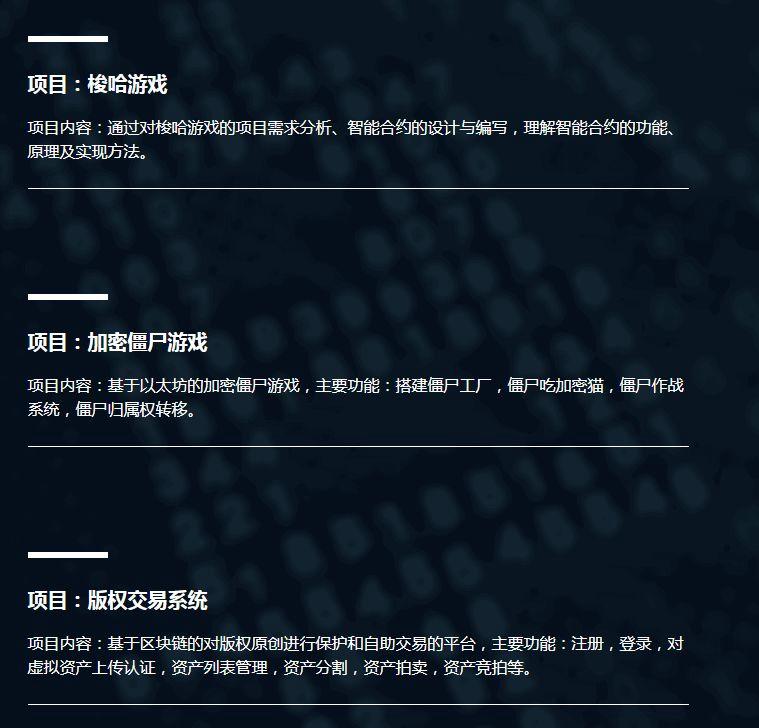 项目：梭哈游戏
项目内容：通过对梭哈游戏的项目需求分析、智能合约的设计与编写，理解智能合约的功能、
原理及实现方法。
项目：加密僵尸游戏
项目内容：基于以太坊的加密僵尸游戏，主要功能：搭建僵尸工厂，僵尸吃加密猫，僵尸作战
系统，僵尸归属权转移。
项目：版权交易系统
项目内容：基于区块链的对版权原创进行保护和自助交易的平台，主要功能：注册，登录，对
虚拟资产上传认证，资产列表管理，资产分割，资产拍卖，资产竞拍等。